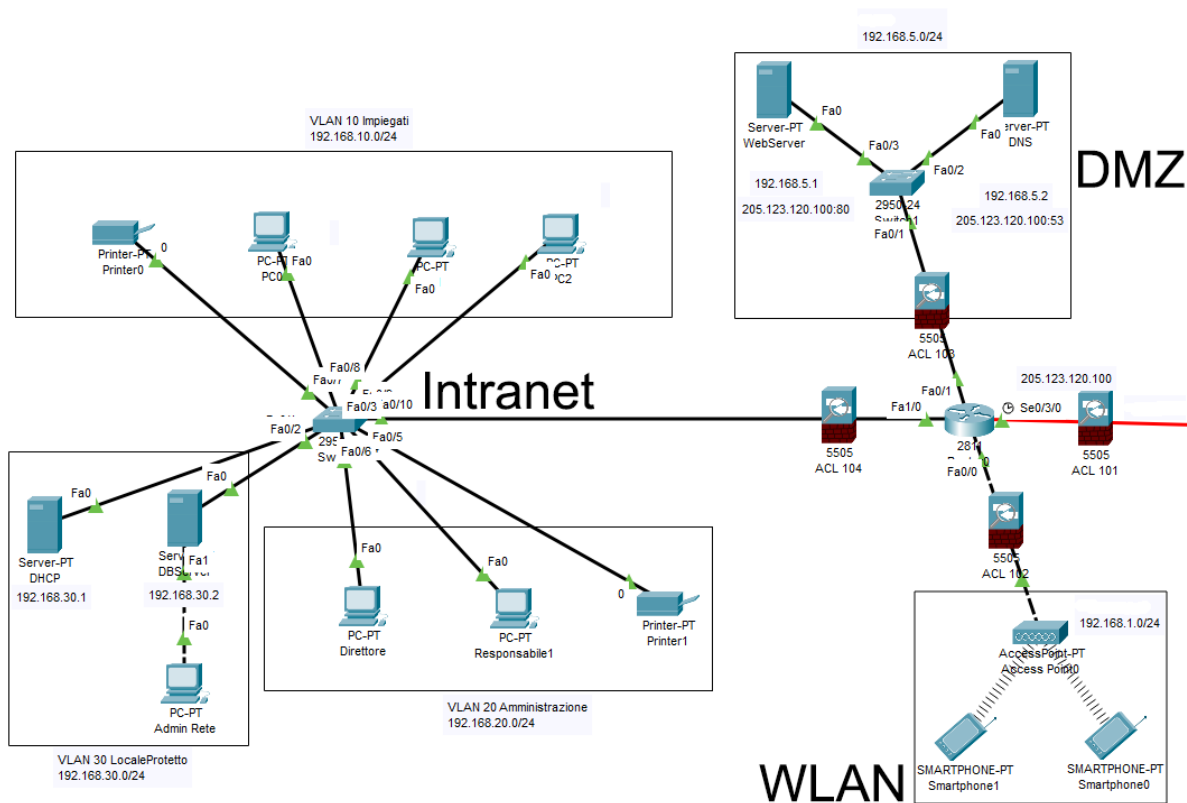 192.168.5.0/24
Fa0
Server-PT
WebServer
Fa0/3
Fa0
DNS
Fa0/2
DMZ
192.168.5.1
205.123.120.100:80
2950-24
Fa0/1
192.168.5.2
205.123.120.100:53
VLAN 10 Impiegati
192.168.10.0/24
Printer-PT
Printer0
0
Fa0
PC0
PC-PT
Fa0
PC-PT
PC2
Fa0
5505
ACL 103
Fa0/8
Fa0/3
Fa0/10
Intranet
Fa0/2
Fa0/5
Fa0/6
Fa0/1
Fa1/0
205.123.120.100
Se0/3/0
5505
ACL 104
2811
Fa0/0
5505
ACL 101
Fa0
Server-PT
DHCP
192.168.30.1
Fa0
DBServer
Fa1
192.168.30.2
Fa0
PC-PT
Admin Rete
Fa0
PC-PT
Direttore
Fa0
PC-PT
Responsabile1
0
Printer-PT
Printer1
5505
ACL 102
192.168.1.0/24
AccessPoint-PT
Access Point0
VLAN 20 Amministrazione
192.168.20.0/24
VLAN 30 LocaleProtetto
192.168.30.0/24
SMARTPHONE-PT
Smartphone1
SMARTPHONE-PT
Smartphone0
WLAN